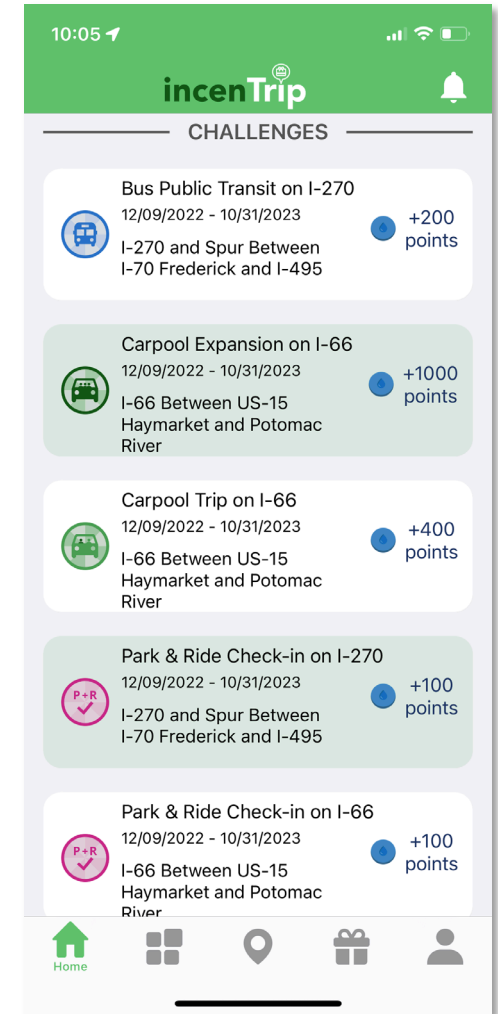 10:05
incenTrip
CHALLENGES
Bus Public Transit on I-270
12/09/2022 - 10/31/2023
I-270 and Spur Between
I-70 Frederick and I-495
+200
points
Carpool Expansion on I-66
12/09/2022 - 10/31/2023
I-66 Between US-15
Haymarket and Potomac
River
+1000
points
Carpool Trip on I-66
12/09/2022 - 10/31/2023
I-66 Between US-15
Haymarket and Potomac
River
+400
points
P+R
Park & Ride Check-in on I-270
12/09/2022 - 10/31/2023
I-270 and Spur Between
I-70 Frederick and I-495
+100
points
P+R
Park & Ride Check-in on I-66
12/09/2022 - 10/31/2023
I-66 Between US-15
Haymarket and Potomac
River
+100
points
Home